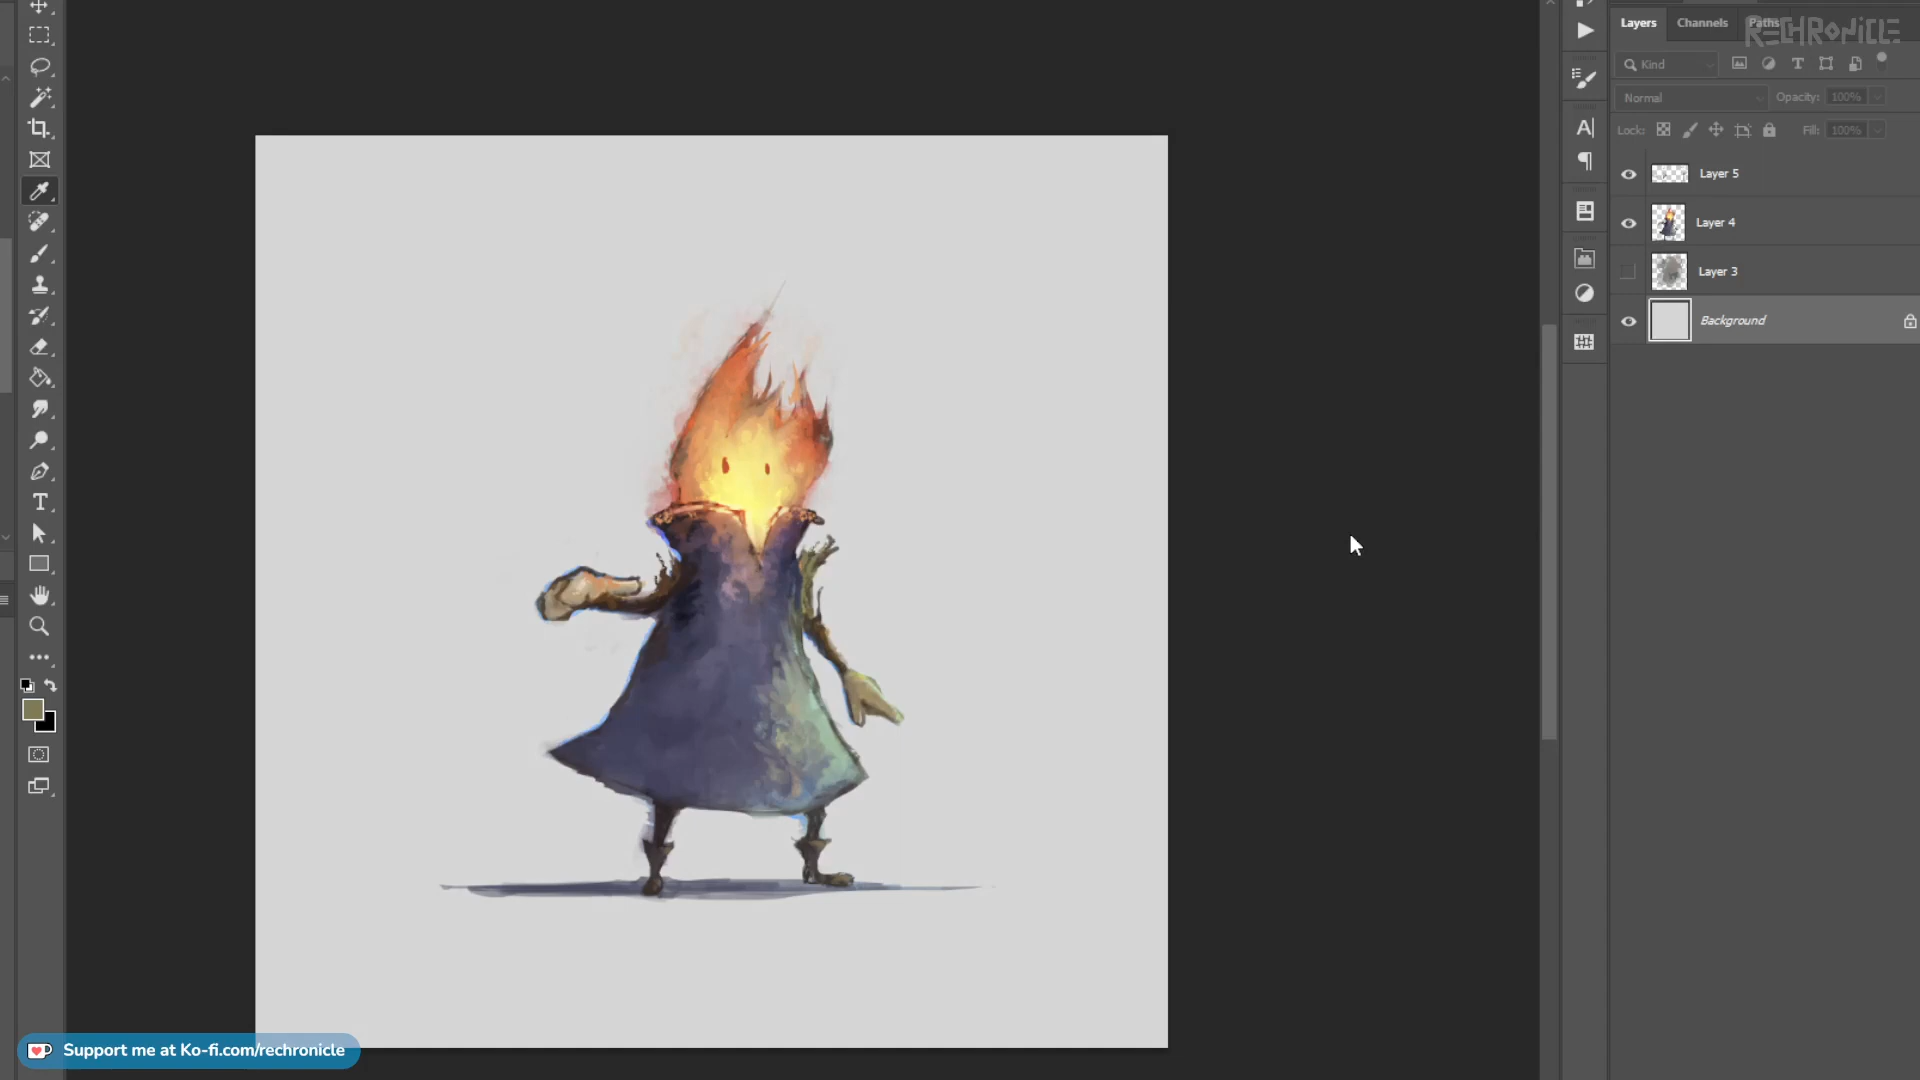 Layers Channels Paths
RECHRONICLE
Kind
Normal Opacity: 100%
Lock: Fill: 100%
Layer 5
Layer 4
Layer 3
Background
Support me at Ko-fi.com/rechronicle